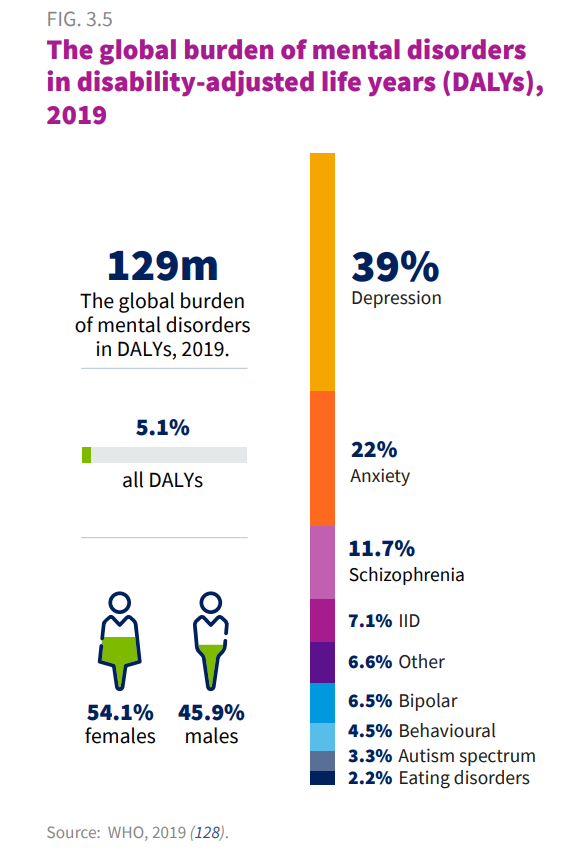 FIG. 3.5
The global burden of mental disorders
in disability-adjusted life years (DALYs),
2019
129m
The global burden
of mental disorders
in DALYs, 2019.
5.1%
all DALYs
54.1%
females
45.9%
males
39%
Depression
22%
Anxiety
11.7%
Schizophrenia
7.1% IID
6.6% Other
6.5% Bipolar
4.5% Behavioural
3.3% Autism spectrum
2.2% Eating disorders
Source: WHO, 2019 (128).